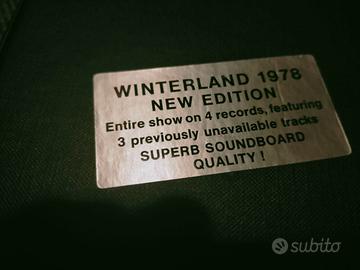 WINTERLAND 1978
NEW EDITION
Entire show on 4 records, featuring
3 previously unavailable tracks
SUPERB SOUNDBOARD
QUALITY !
subito